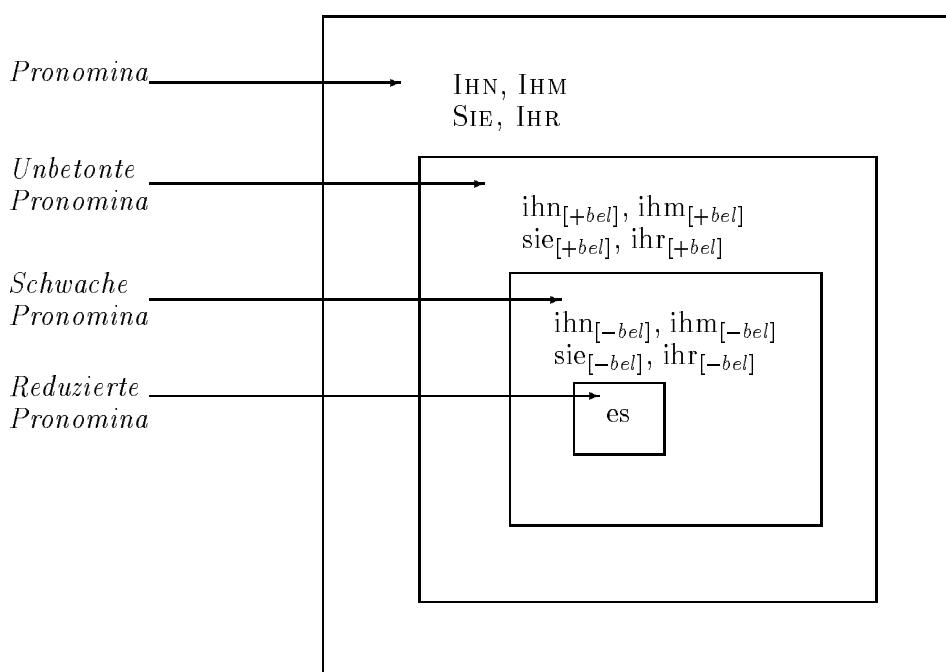 Pronomina
IHN, IHM
SIE, IHR
Unbetonte
Pronomina
ihn[+bel], ihm[+bel]
sie[+bel], ihr[+bel]
Schwache
Pronomina
ihn[−bel], ihm[−bel]
sie[−bel], ihr[−bel]
Reduzierte
Pronomina
es